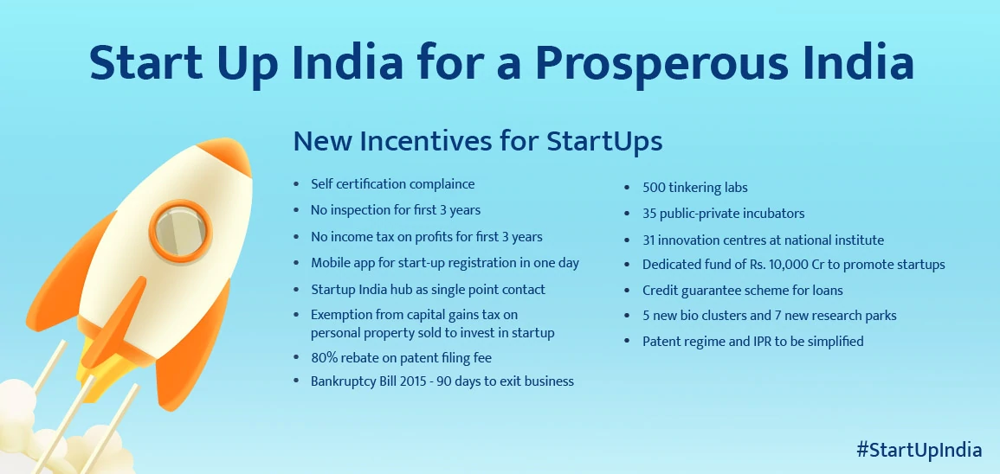 Start Up India for a Prosperous India
New Incentives for StartUps
• Self certification complaince
• No inspection for first 3 years
• No income tax on profits for first 3 years
• Mobile app for start-up registration in one day
• Startup India hub as single point contact
• Exemption from capital gains tax on
personal property sold to invest in startup
• 80% rebate on patent filing fee
• Bankruptcy Bill 2015 - 90 days to exit business
• 500 tinkering labs
• 35 public-private incubators
• 31 innovation centres at national institute
• Dedicated fund of Rs. 10,000 Cr to promote startups
• Credit guarantee scheme for loans
• 5 new bio clusters and 7 new research parks
• Patent regime and IPR to be simplified
#StartUpIndia